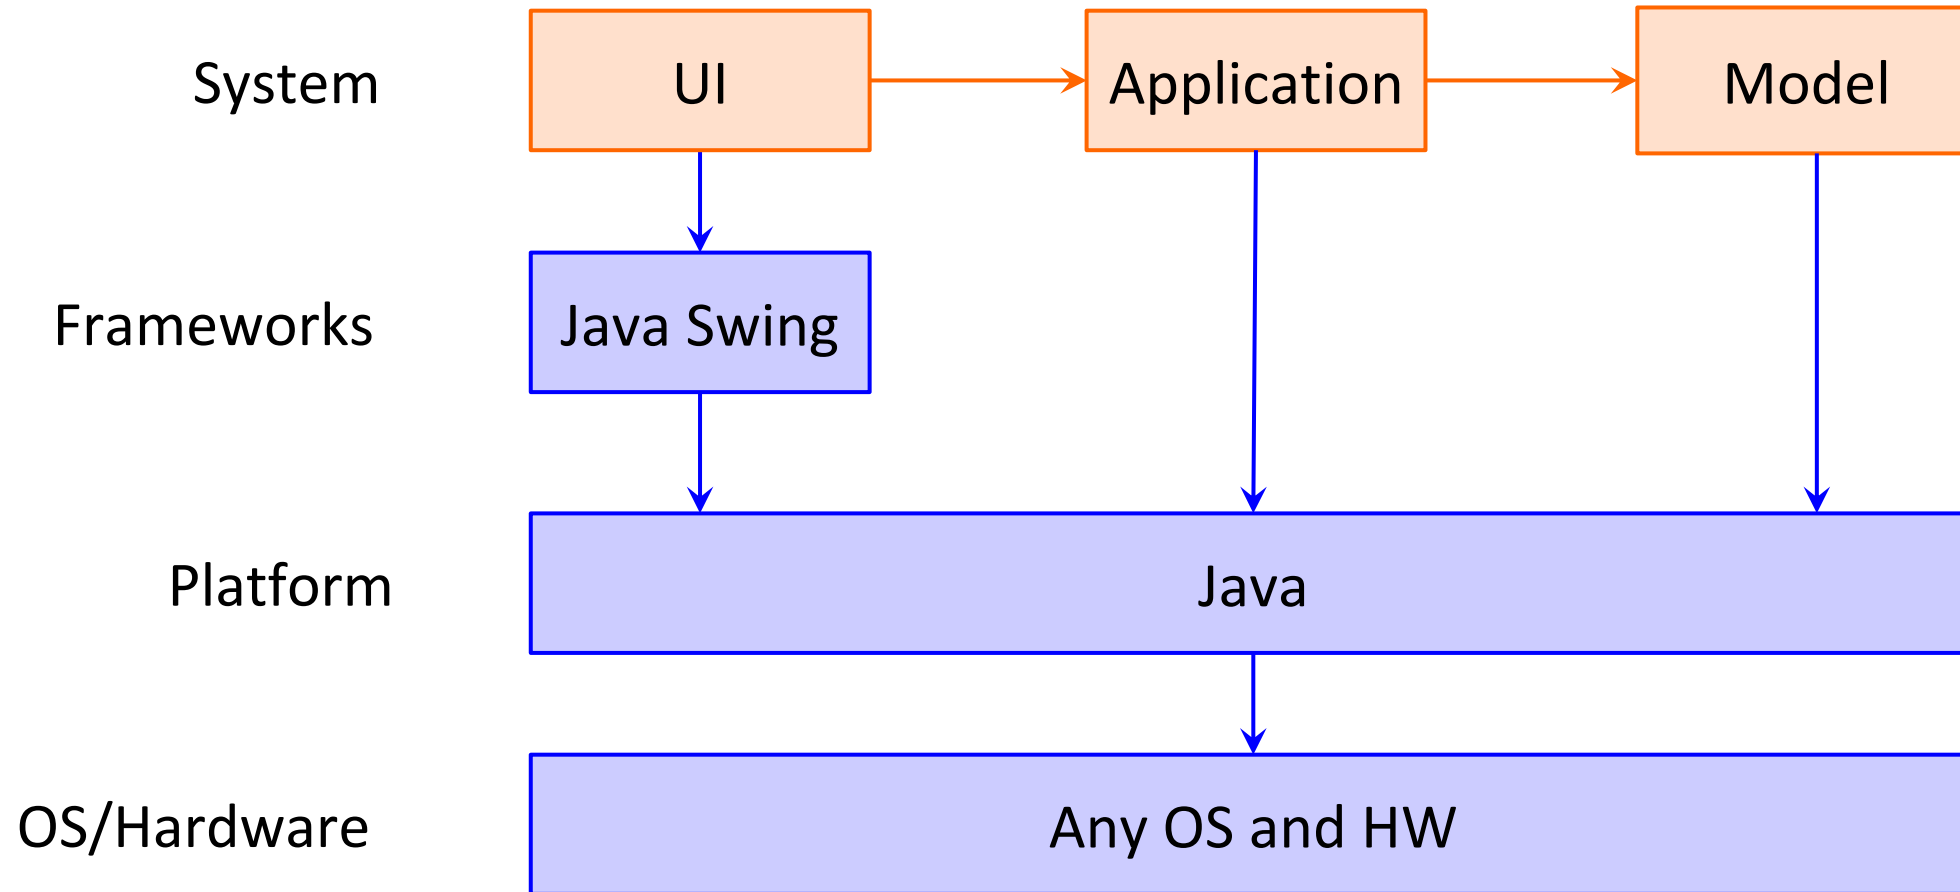 System
UI
Application
Model
Frameworks
Java Swing
Platform
Java
OS/Hardware
Any OS and HW